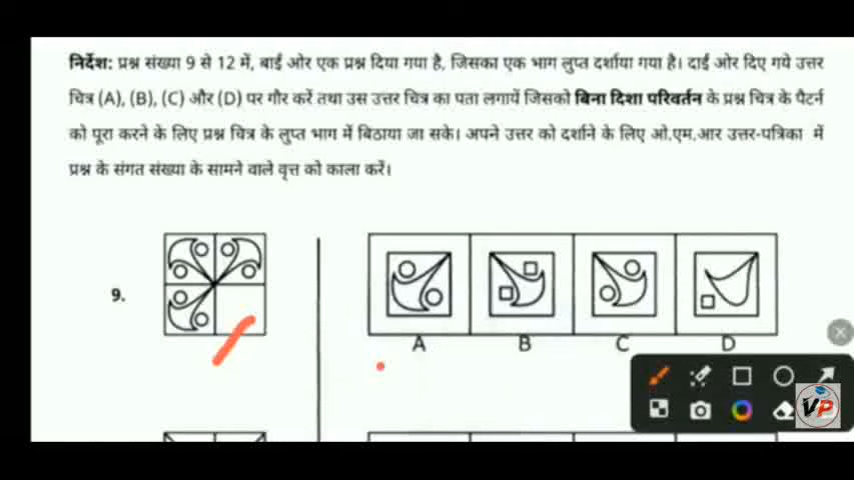 निर्देश: प्रश्न संख्या 9 से 12 में, बाईं ओर एक प्रश्न दिया गया है, जिसका एक भाग लुप्त दर्शाया गया है। दाईं ओर दिए गये उत्तर
चित्र (A), (B), (C) और (D) पर गौर करें तथा उस उत्तर चित्र का पता लगायें जिसको बिना दिशा परिवर्तन के प्रश्न चित्र के पैटर्न
को पूरा करने के लिए प्रश्न चित्र के लुप्त भाग में बिठाया जा सके। अपने उत्तर को दर्शाने के लिए ओ.एम.आर उत्तर-पत्रिका में
प्रश्न के संगत संख्या के सामने वाले वृत्त को काला करें।
9.
A B C D
VP